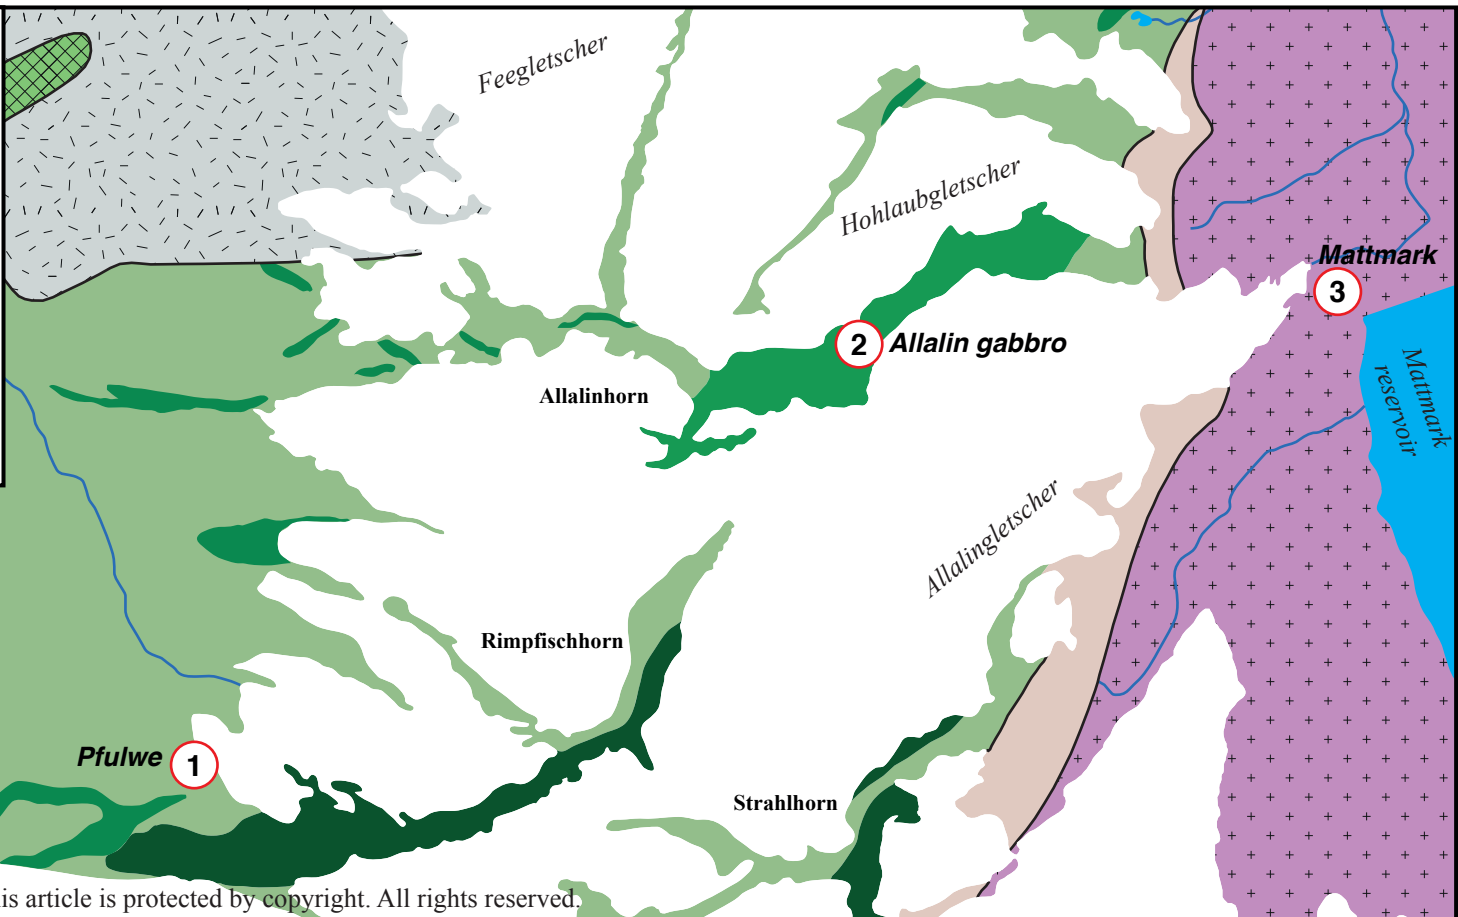 Feegletscher
Hohlaubgletscher
Mattmark
3
2 Allalin gabbro
Mattmark
reservoir
Allalinhorn
Allalingletscher
Rimpfischhorn
Pfulwe 1
Strahlhorn
is article is protected by copyright. All rights reserved.